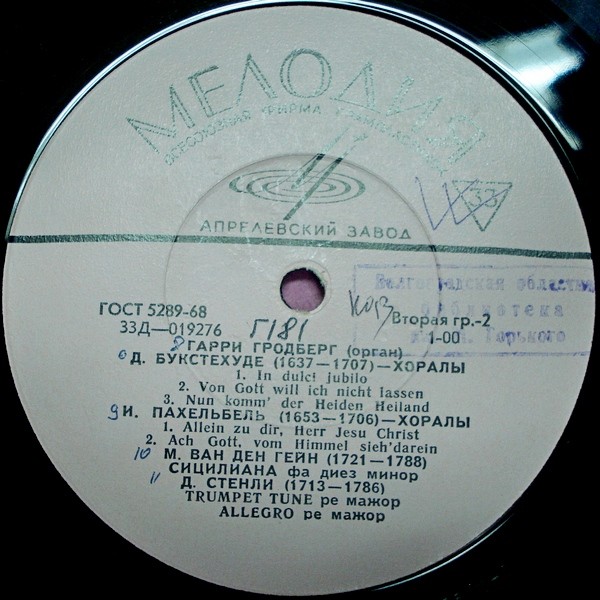 МЕЛОДИЯ
ВСЕСОЮЗНАЯ ФИРМА ГРАМПЛАСТИНОК
33
АПРЕЛЕВСКИЙ ЗАВОД
Волгоградская областная
библиотека
Горького
ГОСТ 5289-68
33Д—019276
Г181
Вторая гр.-2
1-00
8 ГАРРИ ГРОДБЕРГ (орган)
Д. БУКСТЕХУДЕ (1637—1707)—ХОРАЛЫ
1. In dulci jubilo
2. Von Gott will ich nicht lassen
3. Nun komm' der Heiden Heiland
9 И. ПАХЕЛЬБЕЛЬ (1653—1706)—ХОРАЛЫ
1. Allein zu dir, Herr Jesu Christ
2. Ach Gott, vom Himmel sieh'darein
10 М. ВАН ДЕН ГЕЙН (1721—1788)
СИЦИЛИАНА фа диез минор
11 Д. СТЕНЛИ (1713—1786)
TRUMPET TUNE ре мажор
ALLEGRO ре мажор